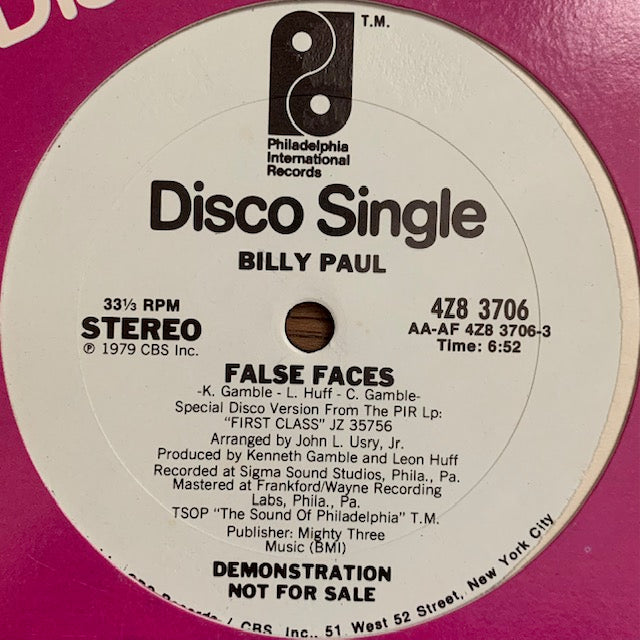 T.M.
Philadelphia
International
Records
Disco Single
BILLY PAUL
33⅓ RPM
STEREO
℗ 1979 CBS Inc.
4Z8 3706
AA-AF 4Z8 3706-3
Time: 6:52
FALSE FACES
-K. Gamble - L. Huff - C. Gamble-
Special Disco Version From The PIR Lp:
"FIRST CLASS" JZ 35756
Arranged by John L. Usry, Jr.
Produced by Kenneth Gamble and Leon Huff
Recorded at Sigma Sound Studios, Phila., Pa.
Mastered at Frankford/Wayne Recording
Labs, Phila., Pa.
TSOP "The Sound Of Philadelphia" T.M.
Publisher: Mighty Three
Music (BMI)
DEMONSTRATION
NOT FOR SALE
Records / CBS Inc., 51 West 52 Street, New York City